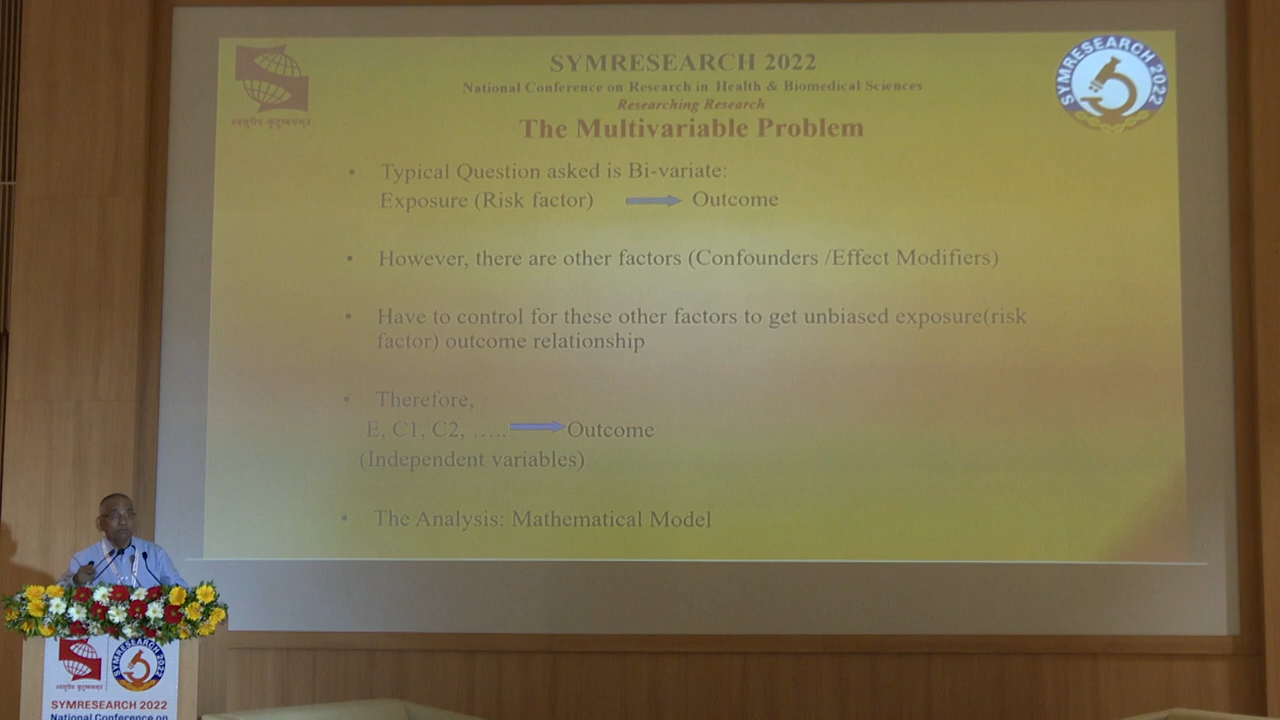 SYMRESEARCH 2022
National Conference on Research in Health & Biomedical Sciences
Researching Research
The Multivariable Problem
SYMRESEARCH 2022
• Typical Question asked is Bi-variate:
Exposure (Risk factor) Outcome
• However, there are other factors (Confounders /Effect Modifiers)
• Have to control for these other factors to get unbiased exposure(risk
factor) outcome relationship
• Therefore,
E, C1, C2, ….. Outcome
(Independent variables)
• The Analysis: Mathematical Model
SYMRESEARCH 2022
SYMRESEARCH 2022
National Conference on